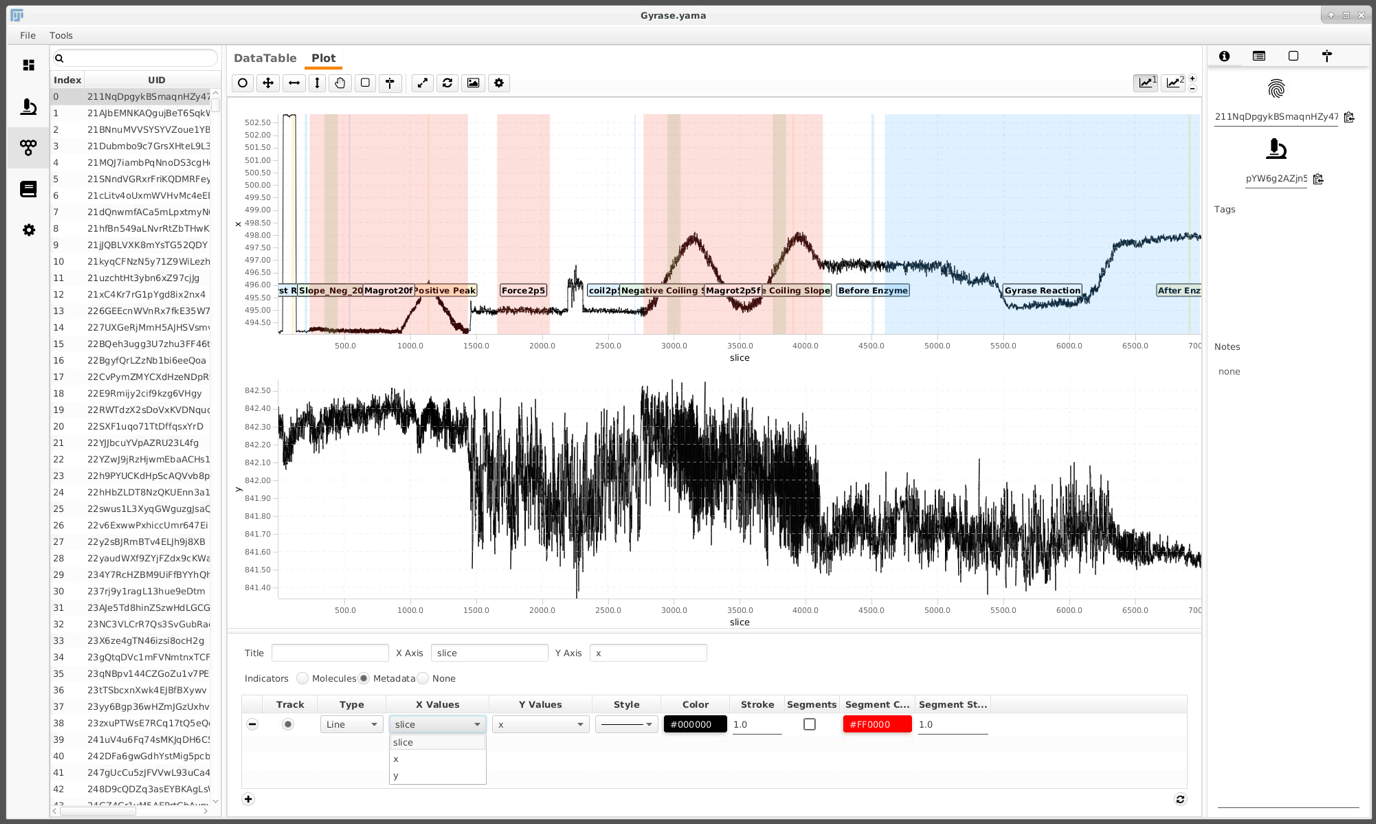 Gyrase.yama
File Tools
Index UID
0 211NqDpgykBSmaqnHZy47
1 21AJbEMNKAQgujBeT6Sqk
2 21BNnuMVVSYSYVZoue1YB
3 21Dubmbo9c7GrsXHteL9L3
4 21MQJ7iambPqNnoDS3cgH
5 21SNndVGRxrFriKQDMRFey
6 21cLitv4oUxmWVHvMc4eE
7 21dQnwmfACa5mLpxtmyN
8 21hfBn549aLNvrRtZbTHwK
9 21jJQBLVXK8mYsTG52QDY
10 21kyqCFNzN5y71Z9WiLezh
11 21uzchtHt3ybn6xZ97cjJg
12 21xC4Kr7rG1pYgd8ix2nx4
13 226GEEcnWVnRx7fkE35W7
14 227UXGeRjMmH5AJHSVsmv
15 22BQeh3ugg3U7zhu3FF46t
16 22BgyfQrLZzNb1bi6eeQoa
17 22CvPymZMYCXdHzeNDpR
18 22E9Rmijy2cif9kzg6VHgy
19 22RWTdzX2sDoVxKVDNquc
20 22SXF1uqo71TtDffqsxYrD
21 22YJJbcuYVpAZRU23L4fg
22 22YZwJ9jRzHjwmEbaACHs1
23 22h9PYUCKdHpScAQVvb8p
24 22hHbZLDT8NzQKUEnn3a1
25 22swus1L3XyqGWguzgJsaC
26 22v6ExwwPxhiccUmr647Ei
27 22y2sBJRmBTv4ELJh9j8XB
28 22yaudWXf9ZYjFZdx9cKWa
29 234Y7RcHZBM9UiFfBYYhQh
30 237rj9y1ragL13hue9eDtm
31 23AJe5Td8hinZSzwHdLGCG
32 23NC3VLCrR7Qs3SvGubRa
33 23X6ze4gTN46izsi8ocH2g
34 23gQtqDVc1mFVNmtnxTCF
35 23qNBpv144CZGoZu1v7PE
36 23tTSbcxnXwk4EJBfBXywv
37 23yy6Bgp36wHZmJGzUxhv
38 23zxuPTWsE7RCq17tQ5eQ
39 241uV4u6Fq74sMKJqDH6C
40 242DFa6gwGdhYstMig5pcb
41 247gUcCu5zJFVVwL93uCa4
42 248D9cQDZq3asEYBKAgLs
DataTable Plot
1 2 + −
502.50
502.00
501.50
501.00
500.50
500.00
499.50
499.00
498.50
498.00
497.50
497.00
496.50
496.00
495.50
495.00
494.50
x
st R Slope_Neg_20 Magrot20f Positive Peak Force2p5 coil2p5 Negative Coiling S Magrot2p5f e Coiling Slope Before Enzyme Gyrase Reaction After Enz
500.0 1000.0 1500.0 2000.0 2500.0 3000.0 3500.0 4000.0 4500.0 5000.0 5500.0 6000.0 6500.0 700
slice
842.50
842.40
842.30
842.20
842.10
842.00
841.90
841.80
841.70
841.60
841.50
841.40
y
500.0 1000.0 1500.0 2000.0 2500.0 3000.0 3500.0 4000.0 4500.0 5000.0 5500.0 6000.0 6500.0 700
slice
Title X Axis slice Y Axis x
Indicators Molecules Metadata None
Track Type X Values Y Values Style Color Stroke Segments Segment C... Segment St...
Line slice x #000000 1.0 #FF0000 1.0
slice
x
y
211NqDpgykBSmaqnHZy47
pYW6g2AZjn5
Tags
Notes
none